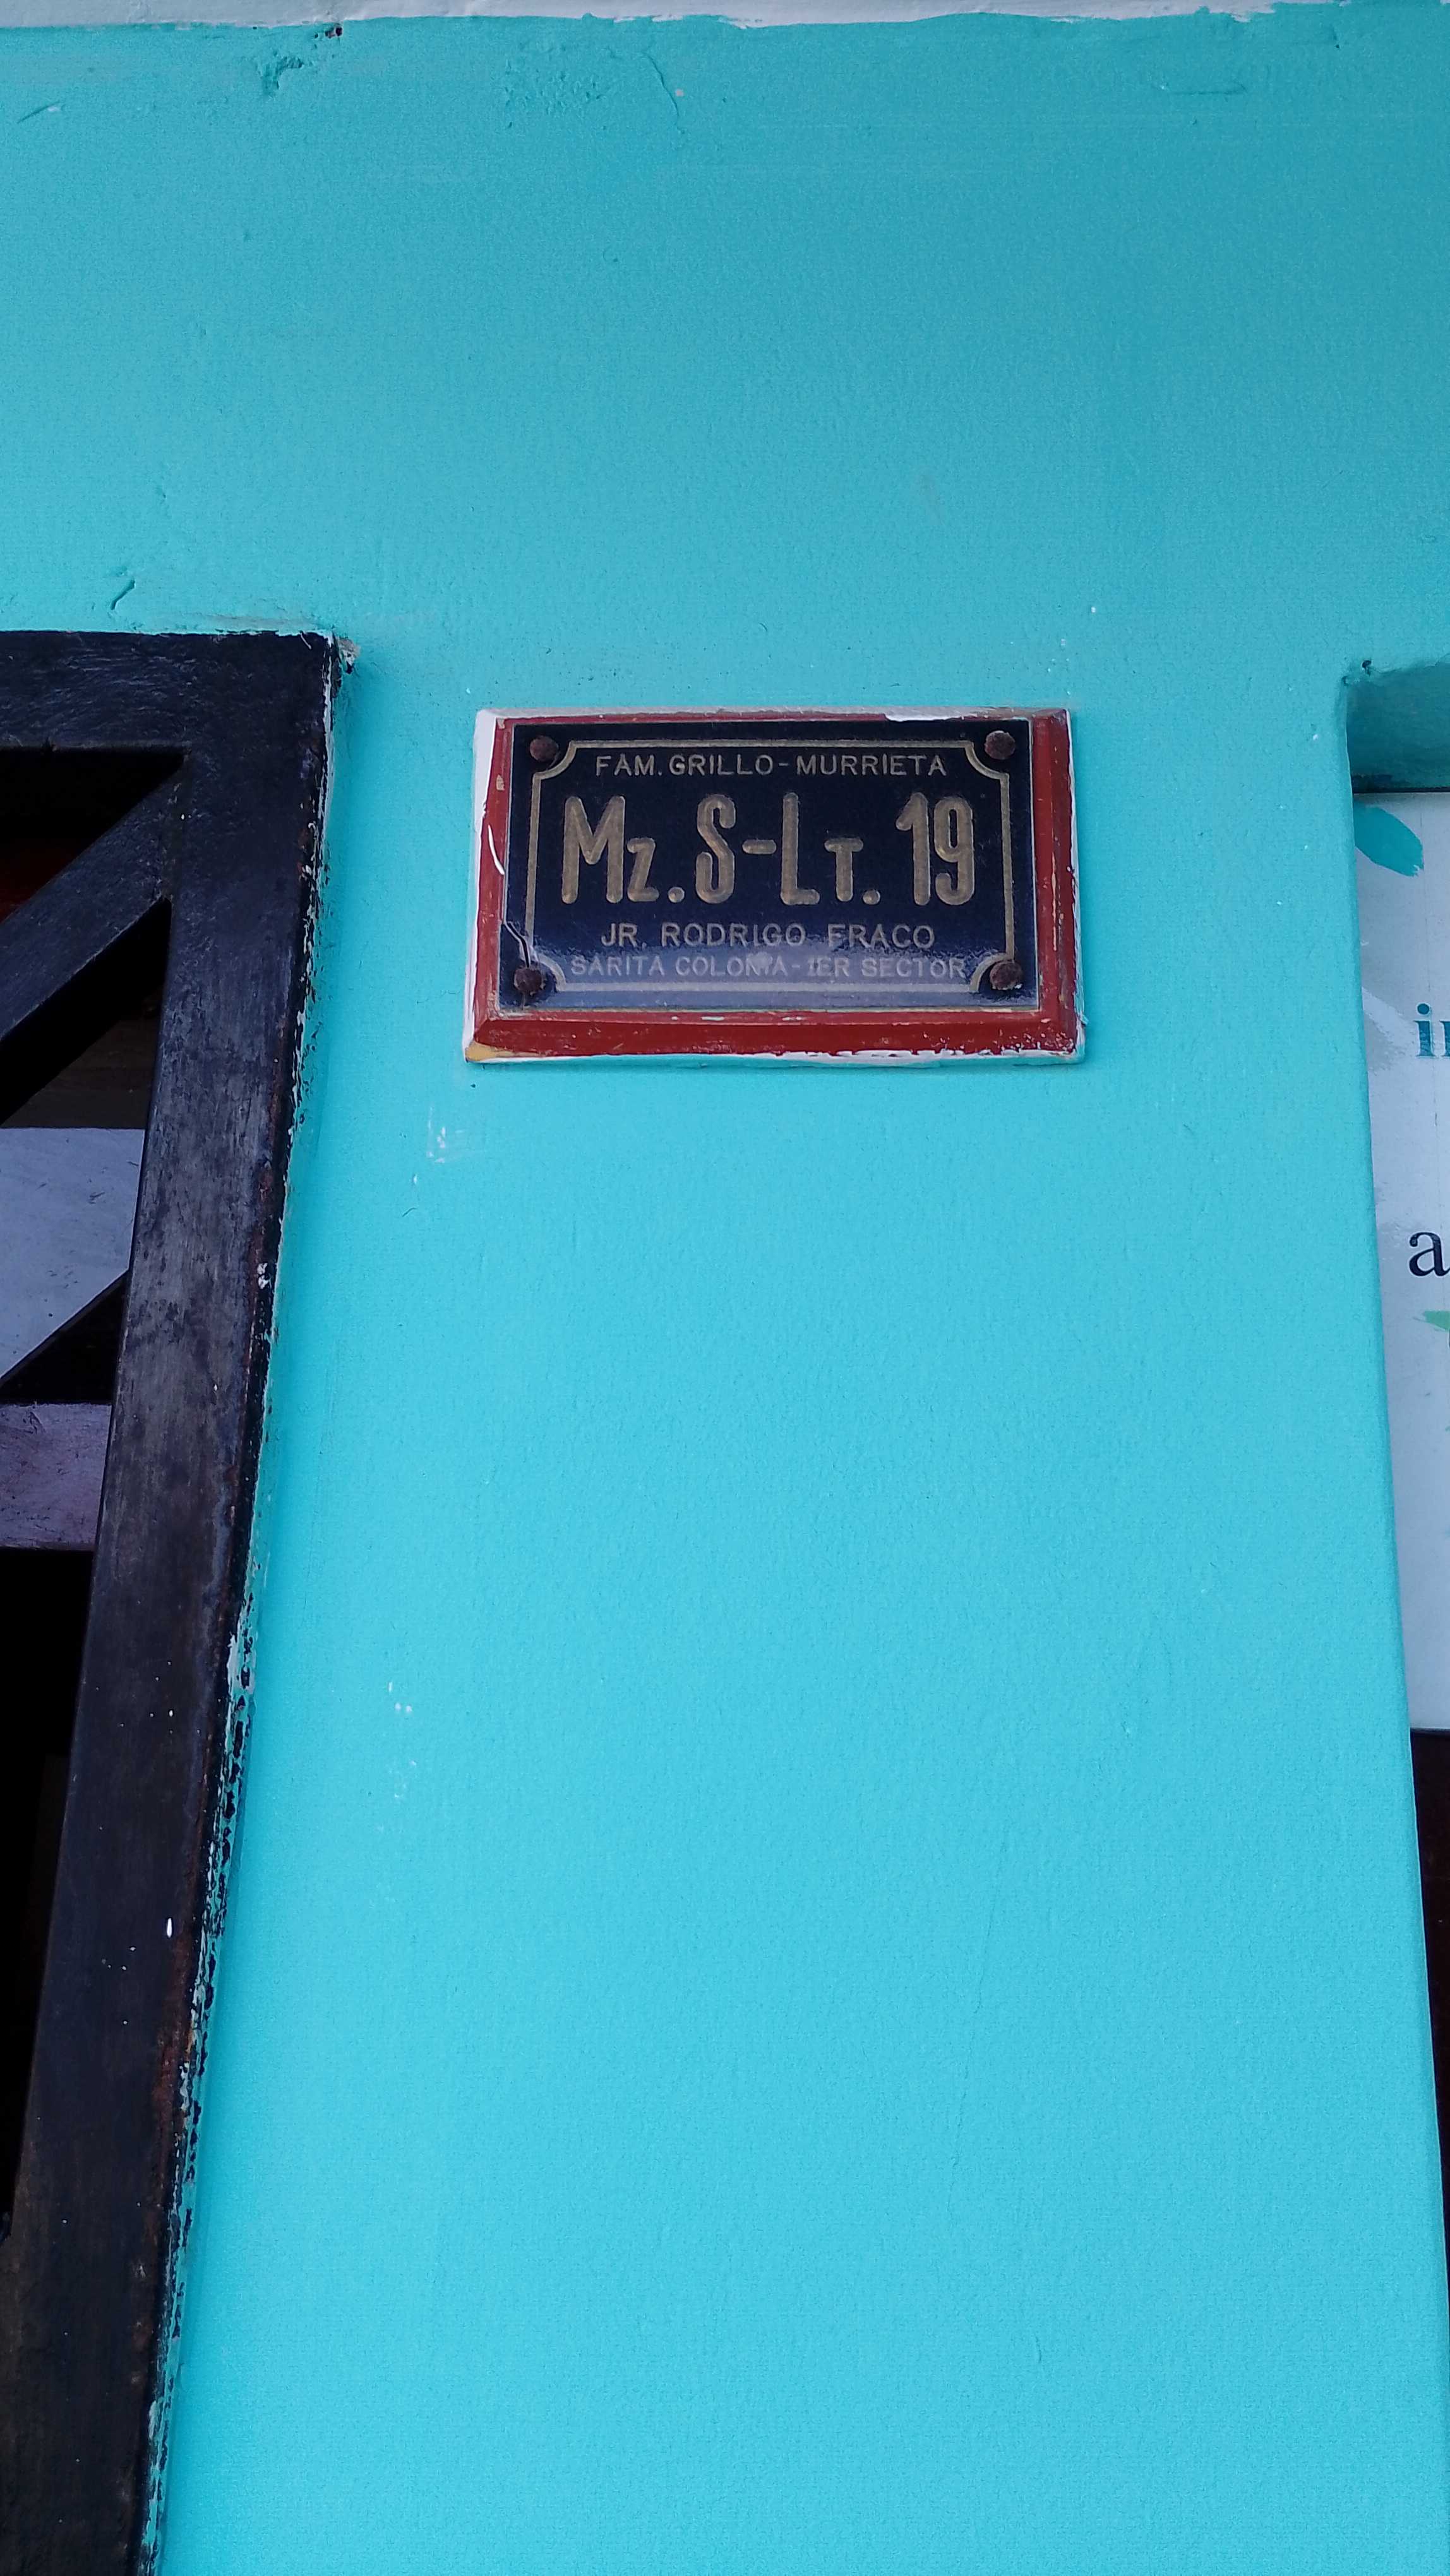 FAM. GRILLO - MURRIETA
Mz. S - LT. 19
JR. RODRIGO FRACO
SARITA COLONIA - 1ER SECTOR